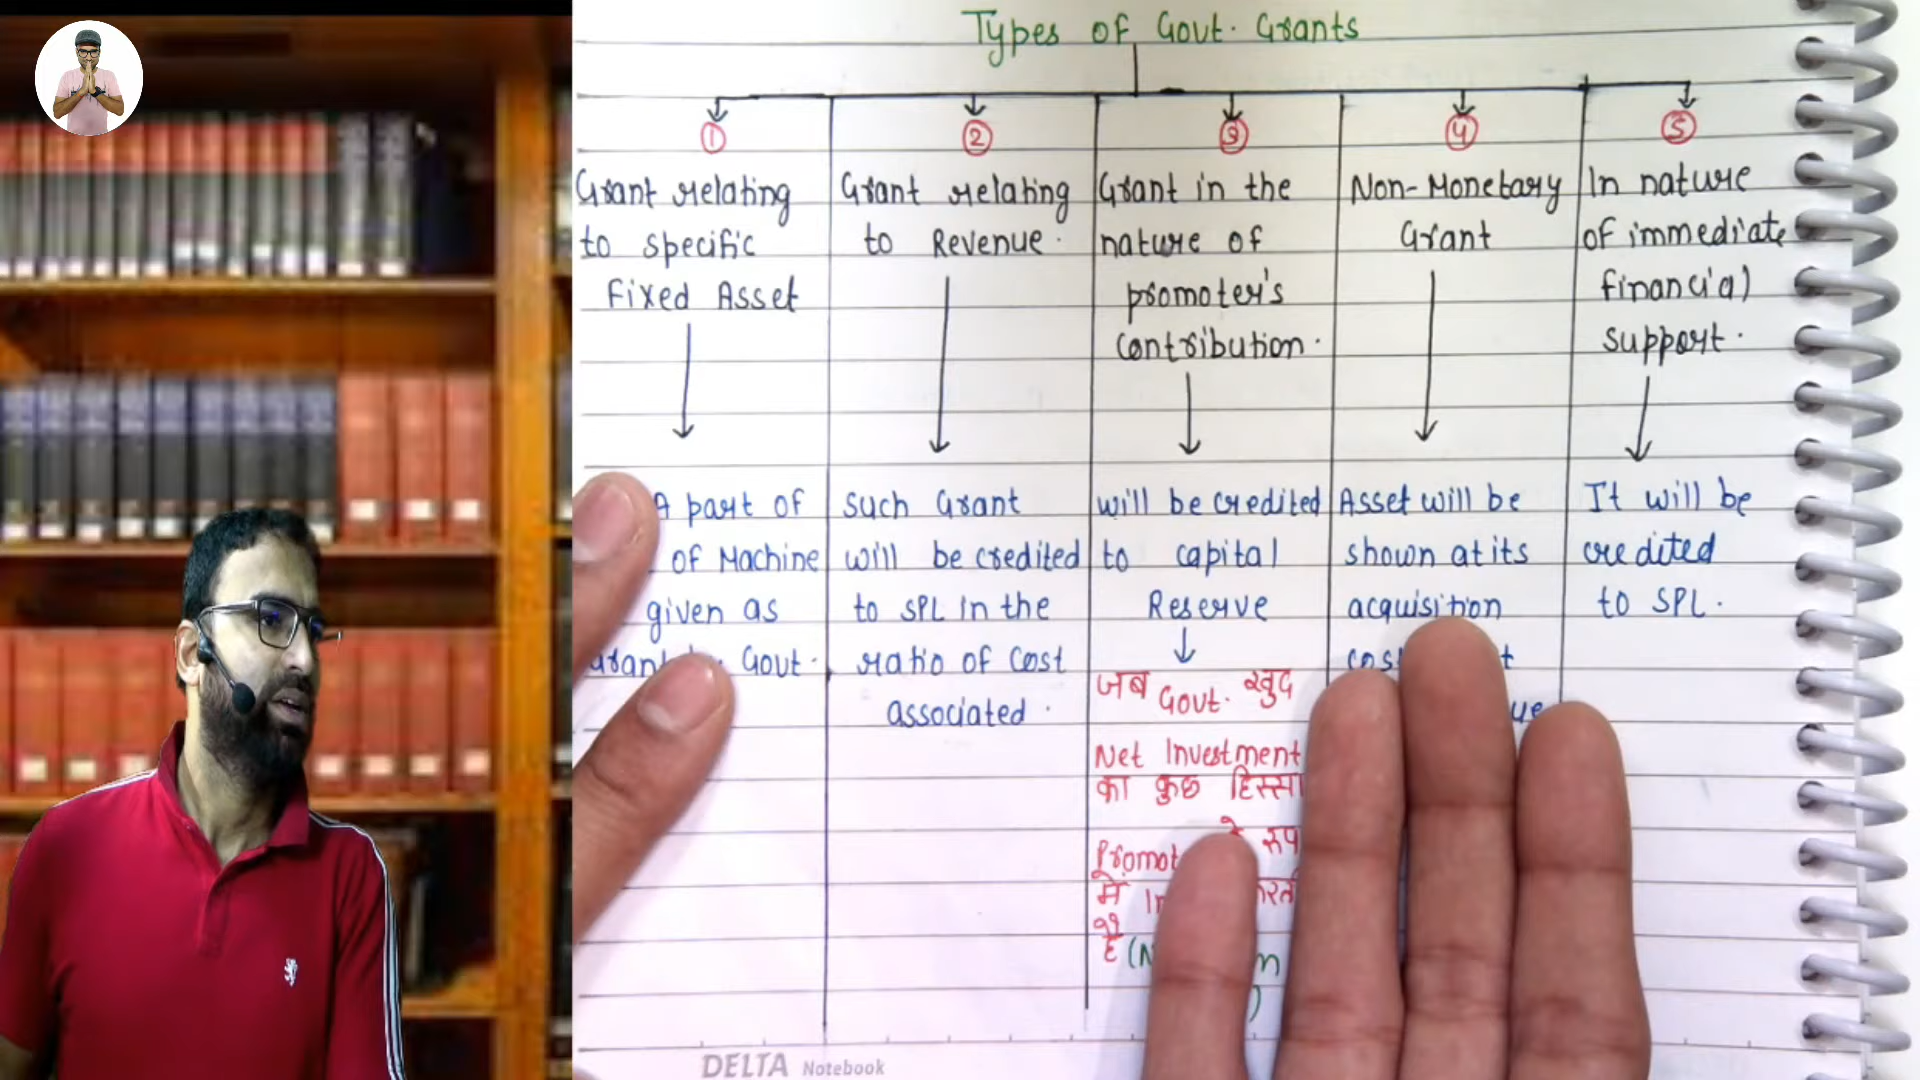 Types of Govt. Grants
1
2
3
4
5
Grant relating
to specific
Fixed Asset
A part of
of Machine
given as
Govt.
Grant relating
to Revenue.
such Grant
will be credited
to SPL in the
ratio of cost
associated.
Grant in the
nature of
promoter's
contribution.
will be credited
to capital
Reserve
जब Govt. खुद
Net Investment
का कुछ हिस्सा
रुप
में
है
Non-Monetary
Grant
Asset will be
shown at its
acquisition
In nature
of immediate
financial
support.
It will be
credited
to SPL.
DELTA Notebook